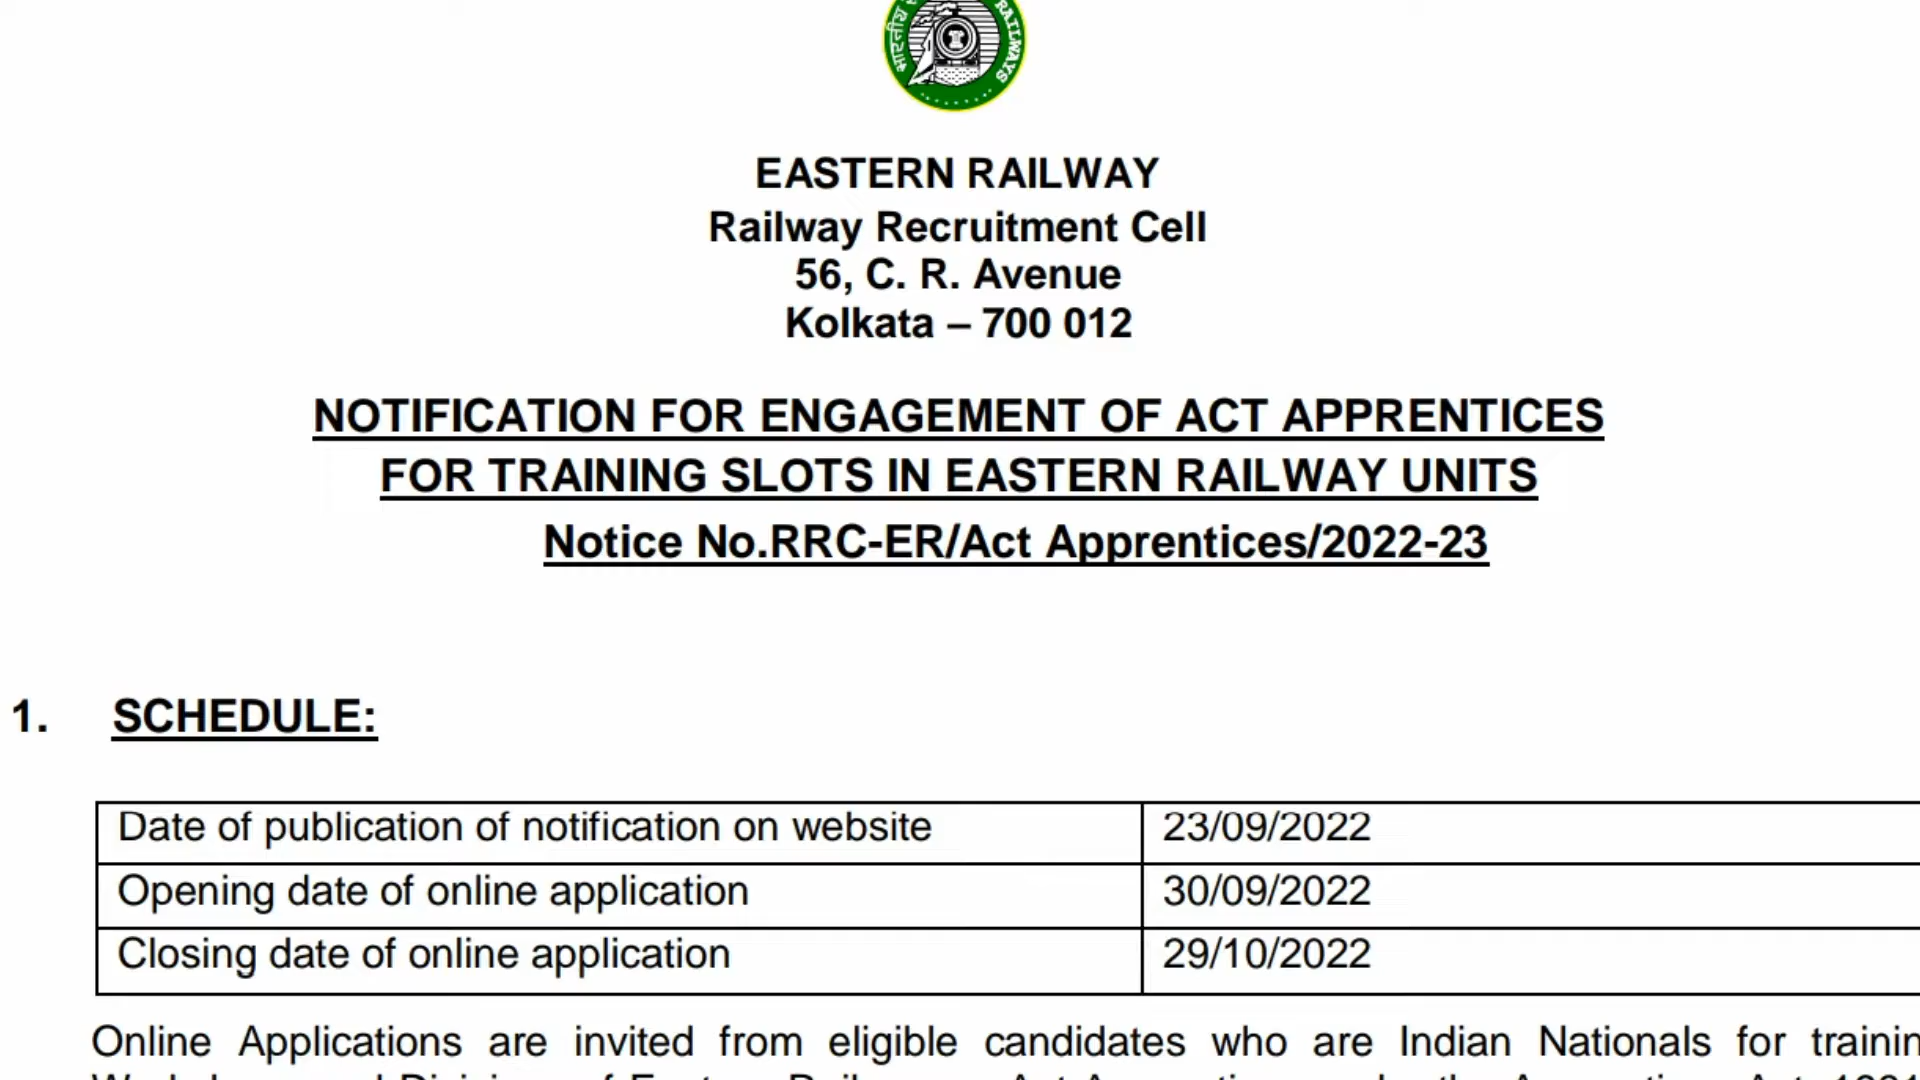 भारतीय
RAILWAYS
EASTERN RAILWAY
Railway Recruitment Cell
56, C. R. Avenue
Kolkata – 700 012
NOTIFICATION FOR ENGAGEMENT OF ACT APPRENTICES
FOR TRAINING SLOTS IN EASTERN RAILWAY UNITS
Notice No.RRC-ER/Act Apprentices/2022-23
1. SCHEDULE:
Date of publication of notification on website 23/09/2022
Opening date of online application 30/09/2022
Closing date of online application 29/10/2022
Online Applications are invited from eligible candidates who are Indian Nationals for